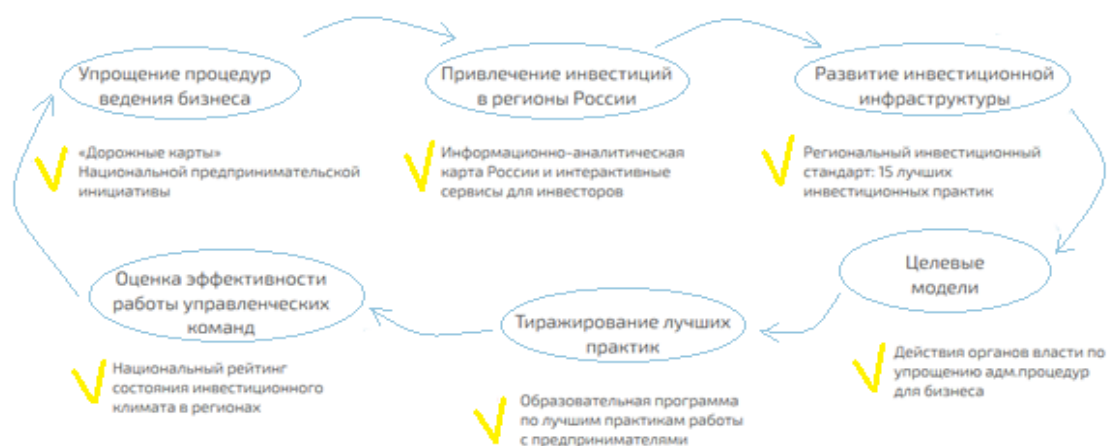 Упрощение процедур
ведения бизнеса
«Дорожные карты»
Национальной предпринимательской
инициативы
Привлечение инвестиций
в регионы России
Информационно-аналитическая
карта России и интерактивные
сервисы для инвесторов
Развитие инвестиционной
инфраструктуры
Региональный инвестиционный
стандарт: 15 лучших
инвестиционных практик
Целевые
модели
Действия органов власти по
упрощению адм.процедур
для бизнеса
Тиражирование лучших
практик
Образовательная программа
по лучшим практикам работы
с предпринимателями
Оценка эффективности
работы управленческих
команд
Национальный рейтинг
состояния инвестиционного
климата в регионах